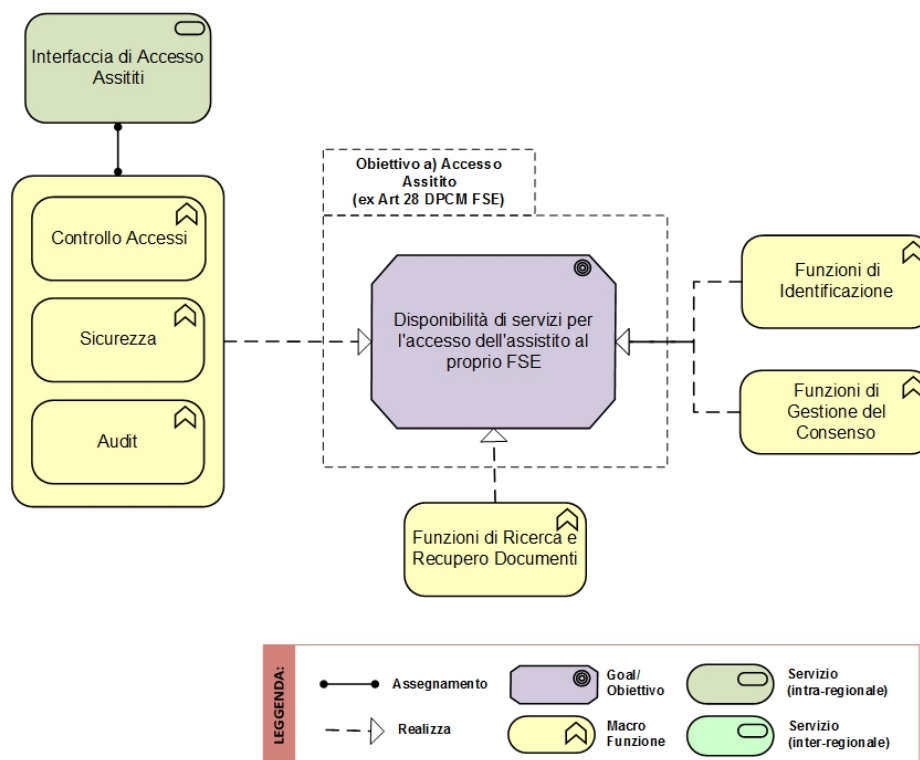 Interfaccia di Accesso
Assititi
Controllo Accessi
Sicurezza
Audit
Obiettivo a) Accesso
Assitito
(ex Art 28 DPCM FSE)
Disponibilità di servizi per
l'accesso dell'assistito al
proprio FSE
Funzioni di
Identificazione
Funzioni di
Gestione del
Consenso
Funzioni di Ricerca e
Recupero Documenti
LEGGENDA:
Assegnamento
Realizza
Goal/
Obiettivo
Macro
Funzione
Servizio
(intra-regionale)
Servizio
(inter-regionale)